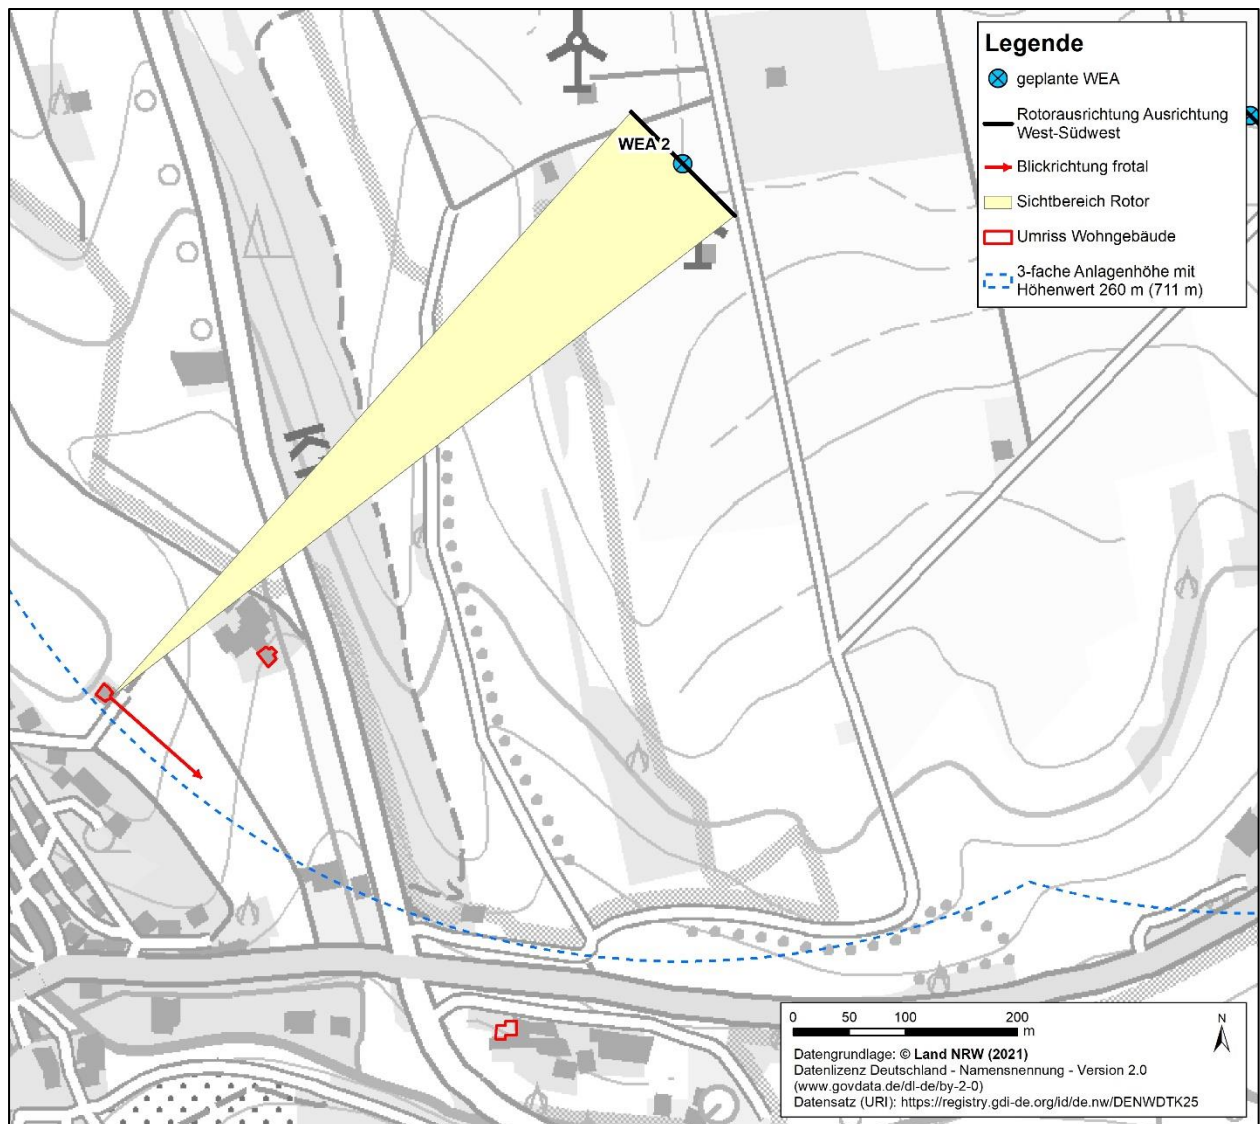 Legende
geplante WEA
Rotorausrichtung Ausrichtung
West-Südwest
Blickrichtung frotal
Sichtbereich Rotor
Umriss Wohngebäude
3-fache Anlagenhöhe mit
Höhenwert 260 m (711 m)
WEA 2
0 50 100 200
m
N
Datengrundlage: © Land NRW (2021)
Datenlizenz Deutschland - Namensnennung - Version 2.0
(www.govdata.de/dl-de/by-2-0)
Datensatz (URI): https://registry.gdi-de.org/id/de.nw/DENWDTK25